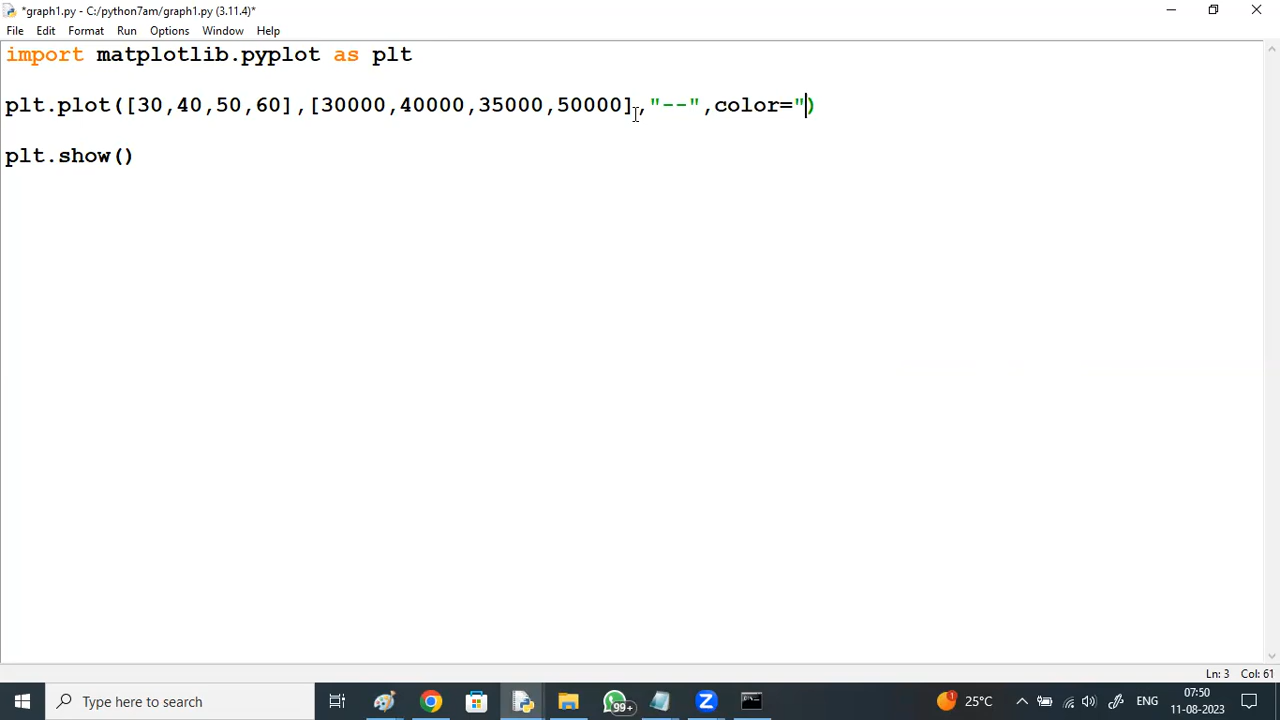 *graph1.py - C:/python7am/graph1.py (3.11.4)*
File Edit Format Run Options Window Help
import matplotlib.pyplot as plt
plt.plot([30,40,50,60],[30000,40000,35000,50000],"--",color=")
plt.show()
Ln: 3 Col: 61
Type here to search
99+
1
25°C
ENG
07:50
11-08-2023